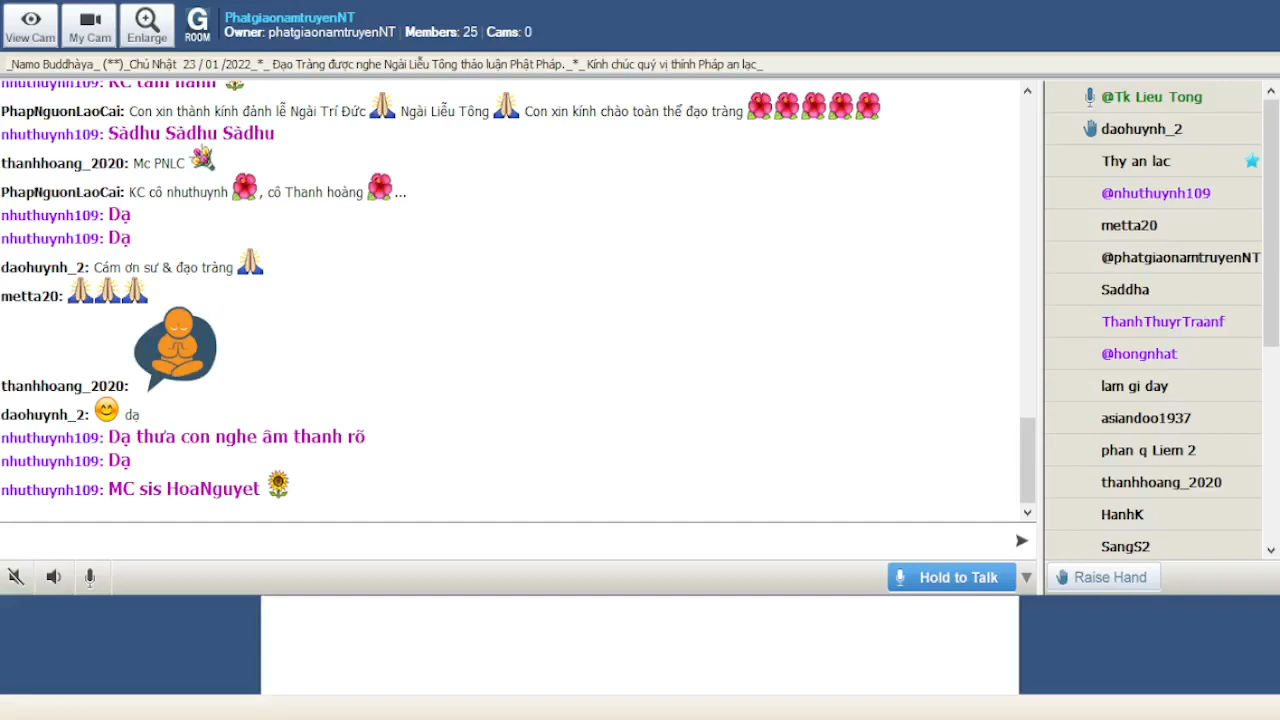 View Cam
My Cam
Enlarge
G
ROOM
PhatgiaonamtruyenNT
Owner: phatgiaonamtruyenNT | Members: 25 | Cams: 0
_Namo Buddhàya_ (**)_Chủ Nhật 23 / 01 /2022_*_ Đạo Tràng được nghe Ngài Liễu Tông thảo luận Phật Pháp._*_Kính chúc quý vị thính Pháp an lạc_
nhuthuynh109: KC tâm hạnh
PhapNguonLaoCai: Con xin thành kính đảnh lễ Ngài Trí Đức 🙏 Ngài Liễu Tông 🙏 Con xin kính chào toàn thể đạo tràng 🌺🌺🌺🌺🌺
nhuthuynh109: Sàdhu Sàdhu Sàdhu
thanhhoang_2020: Mc PNLC
PhapNguonLaoCai: KC cô nhuthuynh 🌺, cô Thanh hoàng 🌺...
nhuthuynh109: Dạ
nhuthuynh109: Dạ
daohuynh_2: Cám ơn sư & đạo tràng 🙏
metta20: 🙏🙏🙏
thanhhoang_2020:
daohuynh_2: 😊 dạ
nhuthuynh109: Dạ thưa con nghe âm thanh rõ
nhuthuynh109: Dạ
nhuthuynh109: MC sis HoaNguyet 🌻
Hold to Talk
@Tk Lieu Tong
daohuynh_2
Thy an lac
@nhuthuynh109
metta20
@phatgiaonamtruyenNT
Saddha
ThanhThuyrTraanf
@hongnhat
lam gi day
asiandoo1937
phan q Liem 2
thanhhoang_2020
HanhK
SangS2
Raise Hand